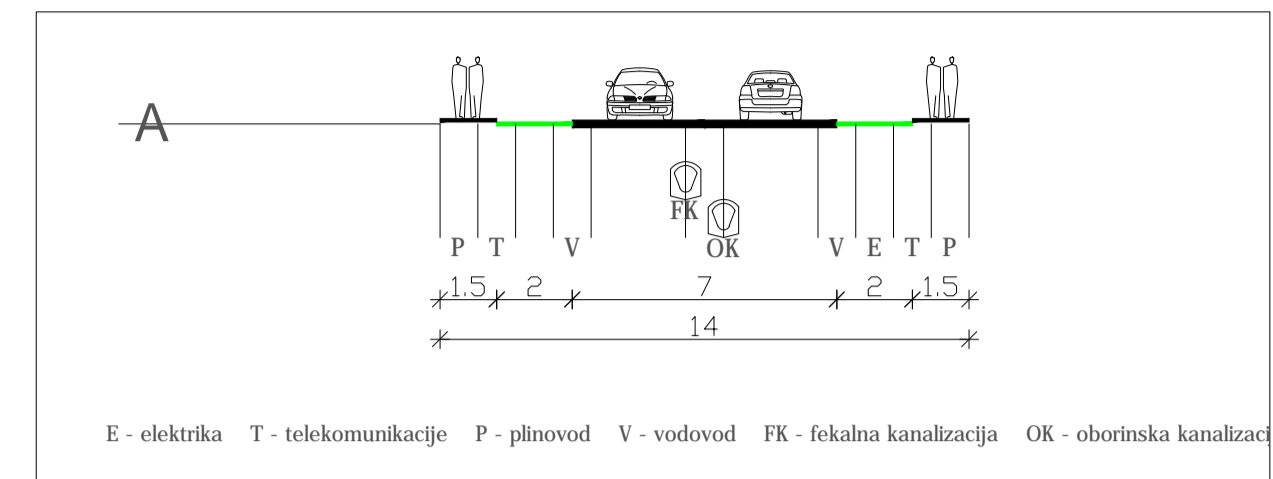 A
FK
P T V OK V E T P
1.5 2 7 2 1.5
14
E - elektrika T - telekomunikacije P - plinovod V - vodovod FK - fekalna kanalizacija OK - oborinska kanalizaci